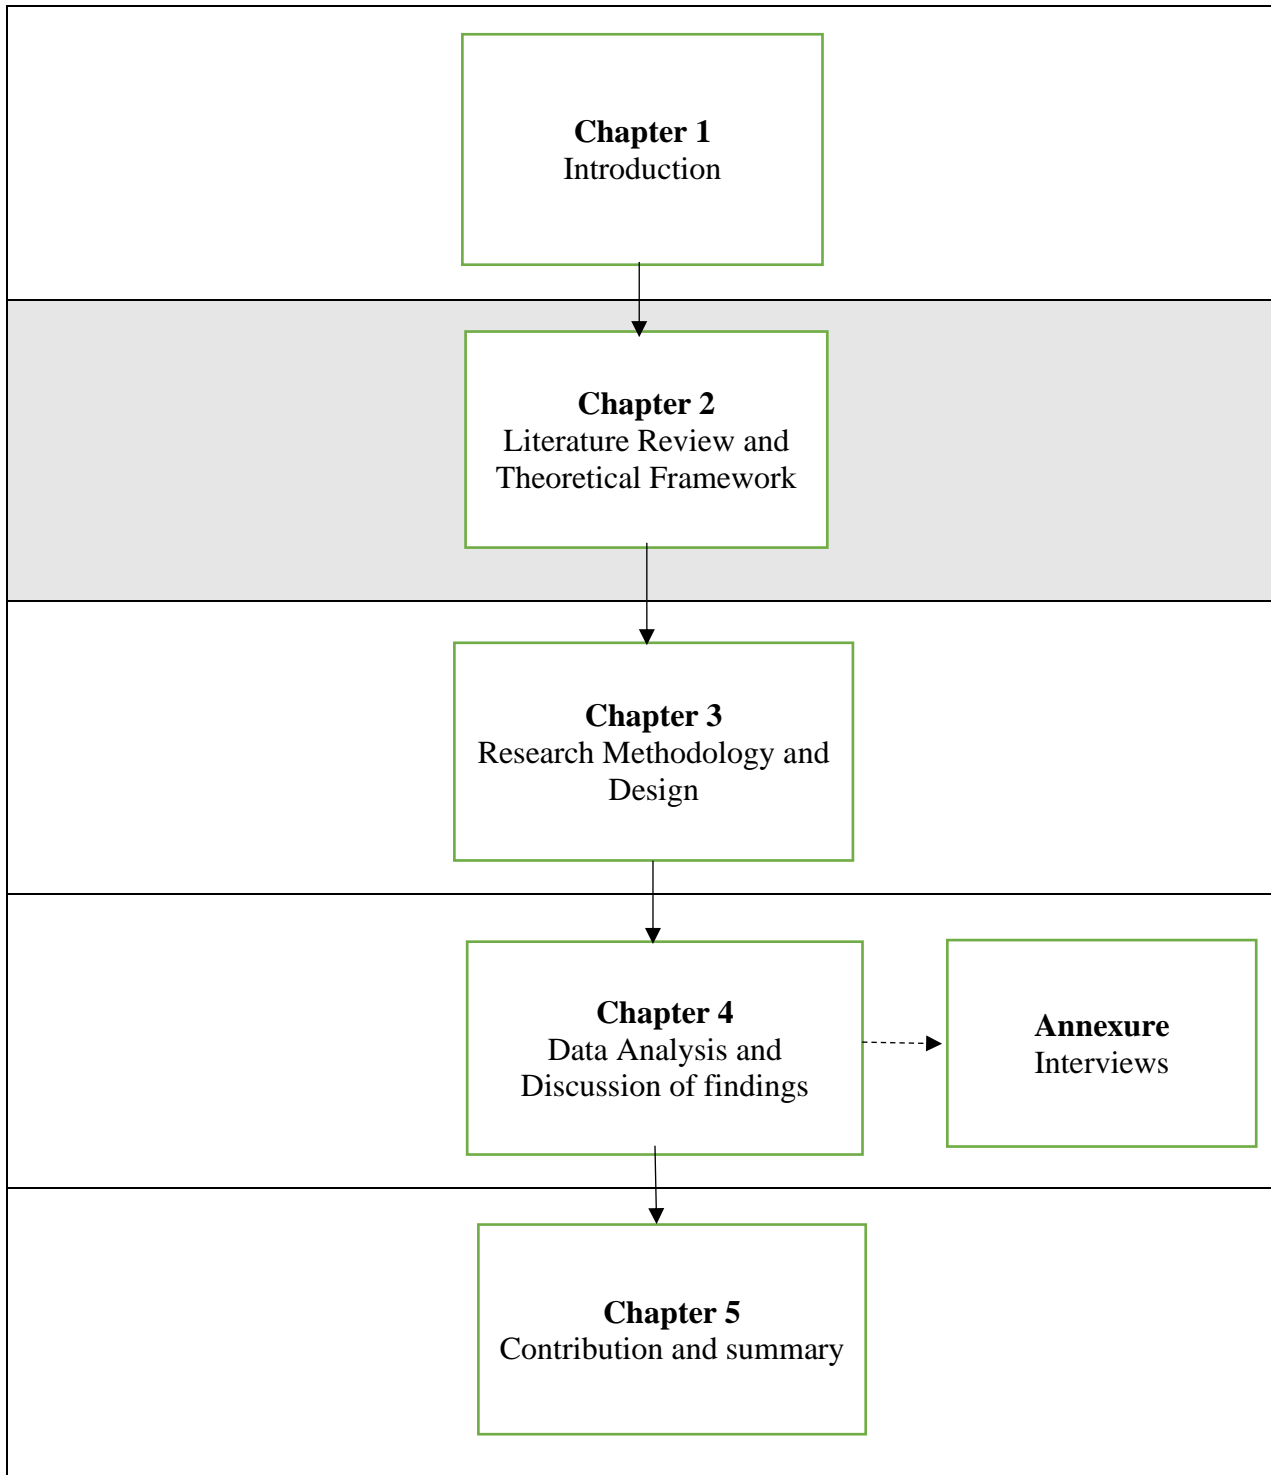 Chapter 1
Introduction
Chapter 2
Literature Review and
Theoretical Framework
Chapter 3
Research Methodology and
Design
Chapter 4
Data Analysis and
Discussion of findings
Annexure
Interviews
Chapter 5
Contribution and summary